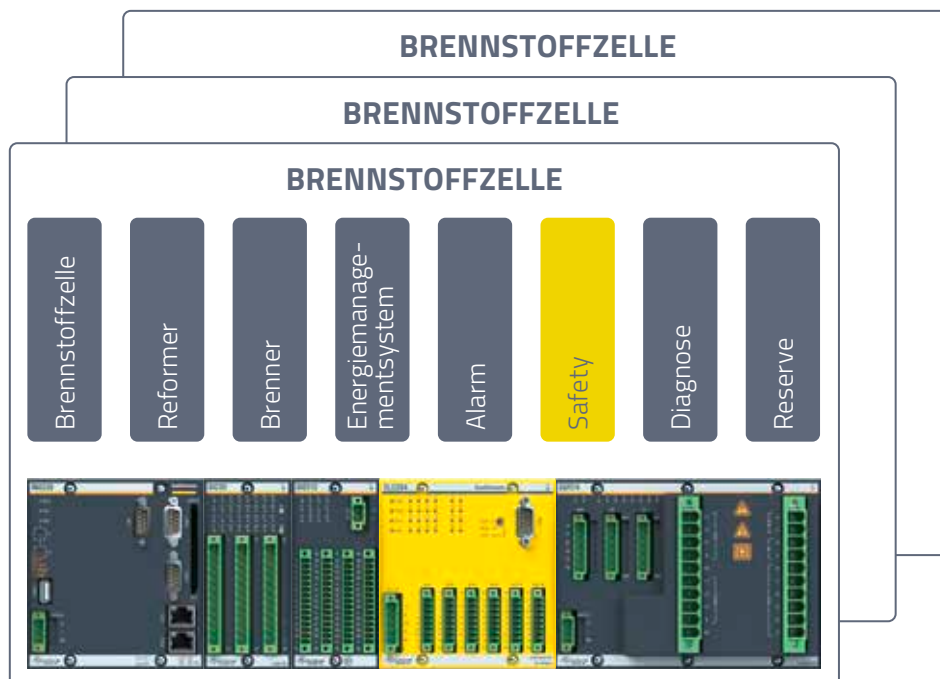 BRENNSTOFFZELLE
BRENNSTOFFZELLE
BRENNSTOFFZELLE
Brennstoffzelle
Reformer
Brenner
Energiemanage-
mentsystem
Alarm
Safety
Diagnose
Reserve